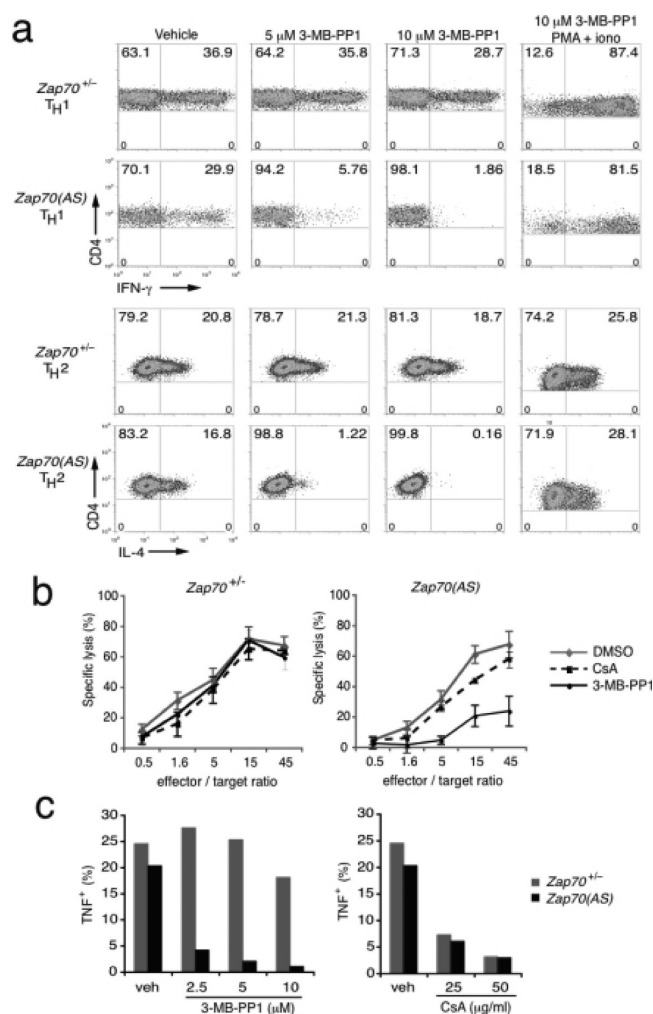 a
Vehicle 5 μM 3-MB-PP1 10 μM 3-MB-PP1 10 μM 3-MB-PP1
PMA + iono
Zap70+/-
TH1
63.1 36.9 64.2 35.8 71.3 28.7 12.6 87.4
0 0 0 0 0 0 0 0
Zap70(AS)
TH1
70.1 29.9 94.2 5.76 98.1 1.86 18.5 81.5
0 0 0 0 0 0 0 0
CD4
IFN-γ
Zap70+/-
TH2
79.2 20.8 78.7 21.3 81.3 18.7 74.2 25.8
0 0 0 0 0 0 0 0
Zap70(AS)
TH2
83.2 16.8 98.8 1.22 99.8 0.16 71.9 28.1
0 0 0 0 0 0 0 0
CD4
IL-4
b
Zap70+/-
Specific lysis (%)
100
80
60
40
20
0
0.5 1.6 5 15 45
effector / target ratio
Zap70(AS)
Specific lysis (%)
100
80
60
40
20
0
0.5 1.6 5 15 45
effector / target ratio
DMSO
CsA
3-MB-PP1
c
TNF+ (%)
30
25
20
15
10
5
0
veh 2.5 5 10
3-MB-PP1 (μM)
TNF+ (%)
30
25
20
15
10
5
0
veh 25 50
CsA (μg/ml)
Zap70+/-
Zap70(AS)